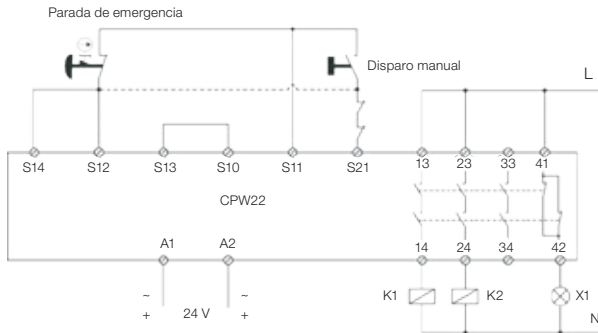 Parada de emergencia
Disparo manual
L
S14 S12 S13 S10 S11 S21 13 23 33 41
CPW22
A1 A2 14 24 34 42
~ ~ K1 K2 X1
+ 24 V + N